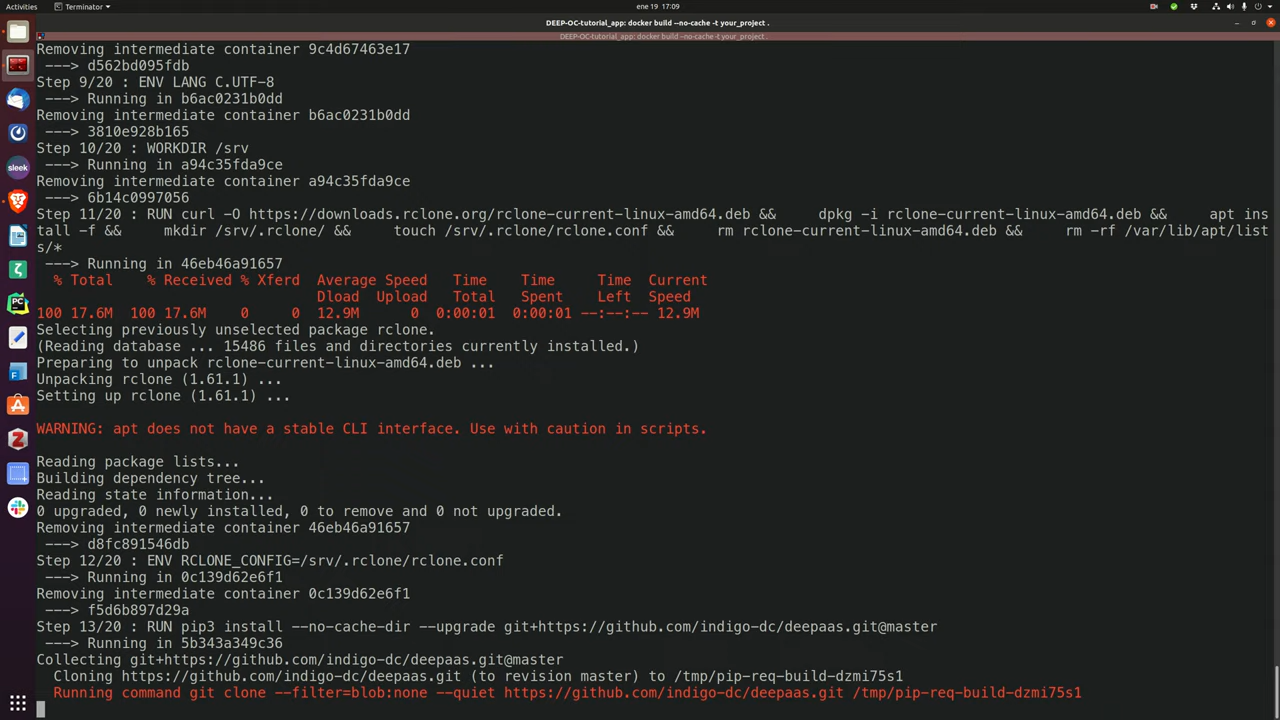 Activities
Terminator
ene 19 17:09
DEEP-OC-tutorial_app: docker build --no-cache -t your_project .
DEEP-OC-tutorial_app: docker build --no-cache -t your_project .
Removing intermediate container 9c4d67463e17
---> d562bd095fdb
Step 9/20 : ENV LANG C.UTF-8
---> Running in b6ac0231b0dd
Removing intermediate container b6ac0231b0dd
---> 3810e928b165
Step 10/20 : WORKDIR /srv
---> Running in a94c35fda9ce
Removing intermediate container a94c35fda9ce
---> 6b14c0997056
Step 11/20 : RUN curl -O https://downloads.rclone.org/rclone-current-linux-amd64.deb &&     dpkg -i rclone-current-linux-amd64.deb &&     apt ins
tall -f &&     mkdir /srv/.rclone/ &&     touch /srv/.rclone/rclone.conf &&     rm rclone-current-linux-amd64.deb &&     rm -rf /var/lib/apt/list
s/*
---> Running in 46eb46a91657
% Total    % Received % Xferd  Average Speed   Time    Time     Time  Current
Dload  Upload   Total   Spent    Left  Speed
100 17.6M  100 17.6M    0     0  12.9M      0  0:00:01  0:00:01 --:--:-- 12.9M
Selecting previously unselected package rclone.
(Reading database ... 15486 files and directories currently installed.)
Preparing to unpack rclone-current-linux-amd64.deb ...
Unpacking rclone (1.61.1) ...
Setting up rclone (1.61.1) ...
WARNING: apt does not have a stable CLI interface. Use with caution in scripts.
Reading package lists...
Building dependency tree...
Reading state information...
0 upgraded, 0 newly installed, 0 to remove and 0 not upgraded.
Removing intermediate container 46eb46a91657
---> d8fc891546db
Step 12/20 : ENV RCLONE_CONFIG=/srv/.rclone/rclone.conf
---> Running in 0c139d62e6f1
Removing intermediate container 0c139d62e6f1
---> f5d6b897d29a
Step 13/20 : RUN pip3 install --no-cache-dir --upgrade git+https://github.com/indigo-dc/deepaas.git@master
---> Running in 5b343a349c36
Collecting git+https://github.com/indigo-dc/deepaas.git@master
Cloning https://github.com/indigo-dc/deepaas.git (to revision master) to /tmp/pip-req-build-dzmi75s1
Running command git clone --filter=blob:none --quiet https://github.com/indigo-dc/deepaas.git /tmp/pip-req-build-dzmi75s1
sleek
PC